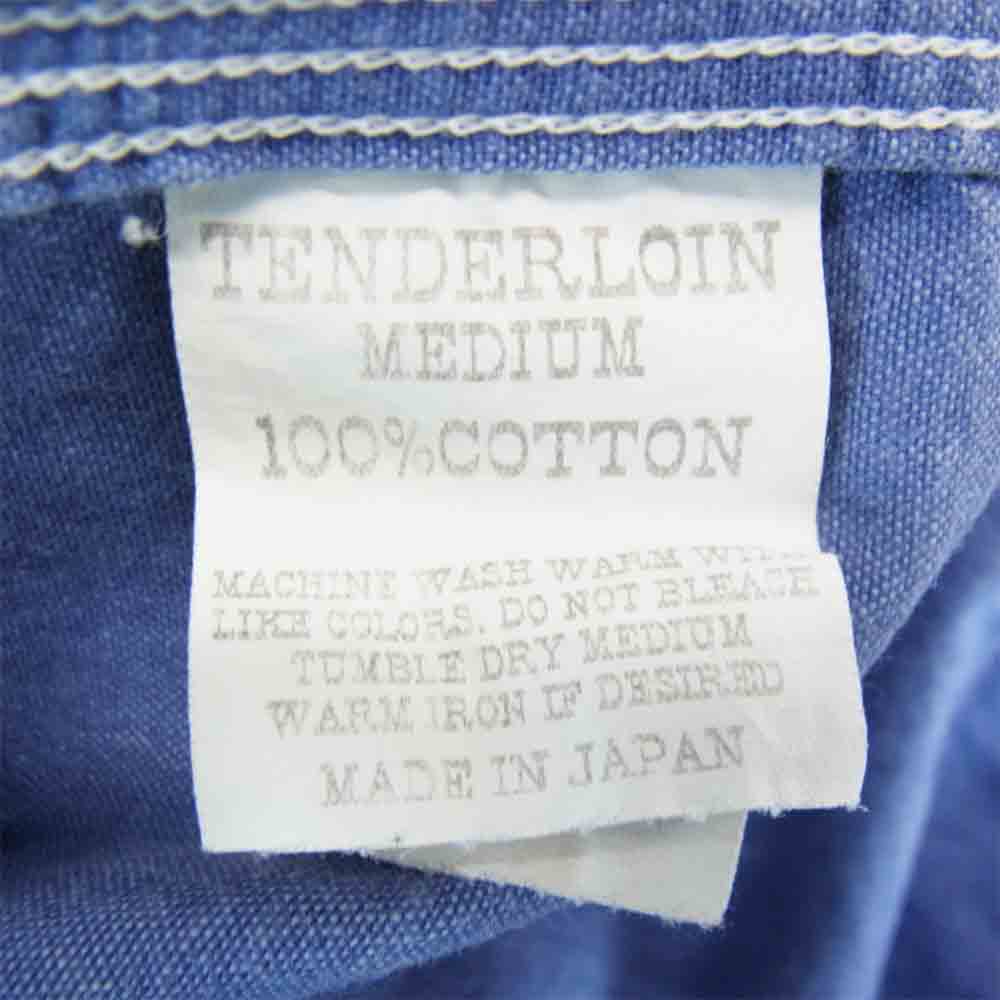 TENDERLOIN
MEDIUM
100%COTTON
MACHINE WASH WARM WITH
LIKE COLORS. DO NOT BLEACH
TUMBLE DRY MEDIUM
WARM IRON IF DESIRED
MADE IN JAPAN